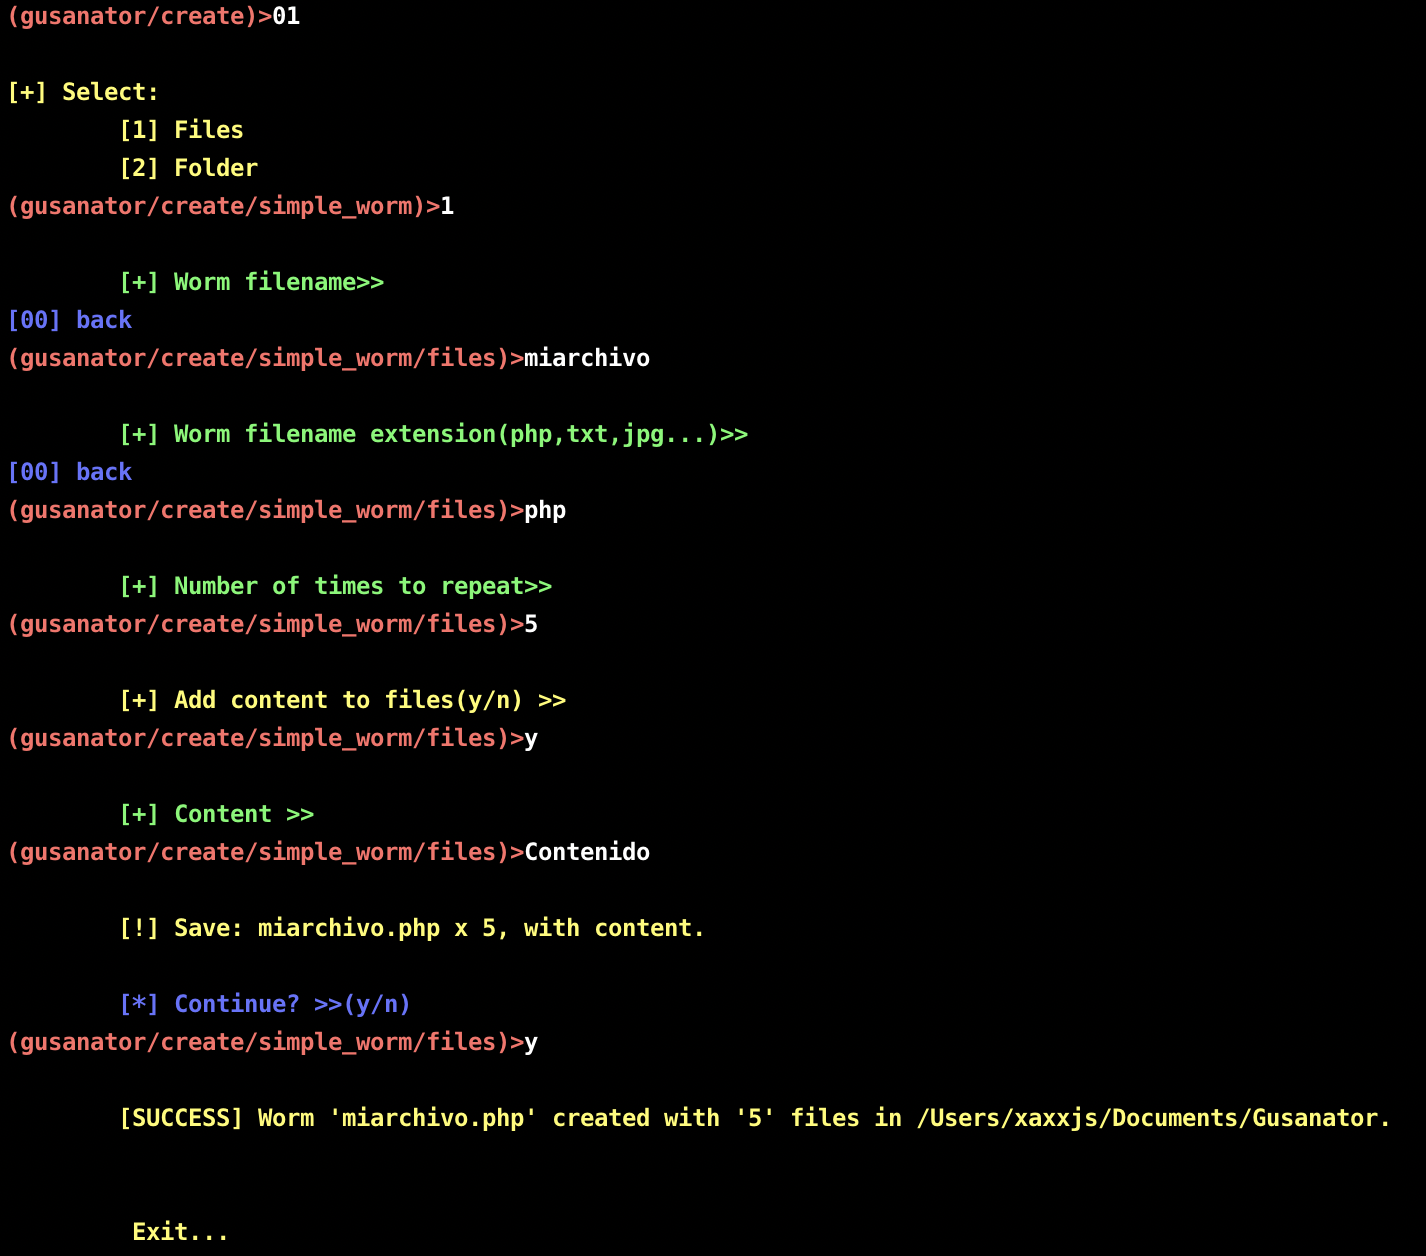 (gusanator/create)>01
[+] Select:
[1] Files
[2] Folder
(gusanator/create/simple_worm)>1
[+] Worm filename>>
[00] back
(gusanator/create/simple_worm/files)>miarchivo
[+] Worm filename extension(php,txt,jpg...)>>
[00] back
(gusanator/create/simple_worm/files)>php
[+] Number of times to repeat>>
(gusanator/create/simple_worm/files)>5
[+] Add content to files(y/n) >>
(gusanator/create/simple_worm/files)>y
[+] Content >>
(gusanator/create/simple_worm/files)>Contenido
[!] Save: miarchivo.php x 5, with content.
[*] Continue? >>(y/n)
(gusanator/create/simple_worm/files)>y
[SUCCESS] Worm 'miarchivo.php' created with '5' files in /Users/xaxxjs/Documents/Gusanator.
Exit...